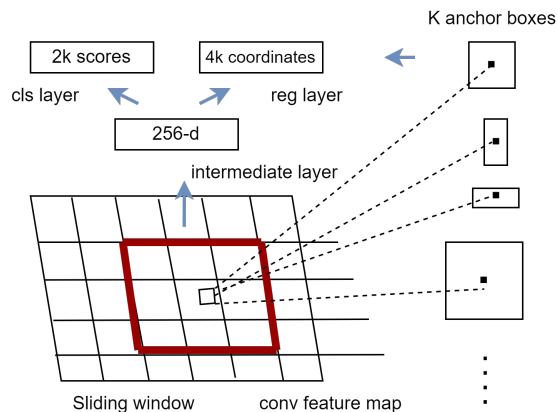 K anchor boxes
2k scores
4k coordinates
cls layer
reg layer
256-d
intermediate layer
Sliding window
conv feature map